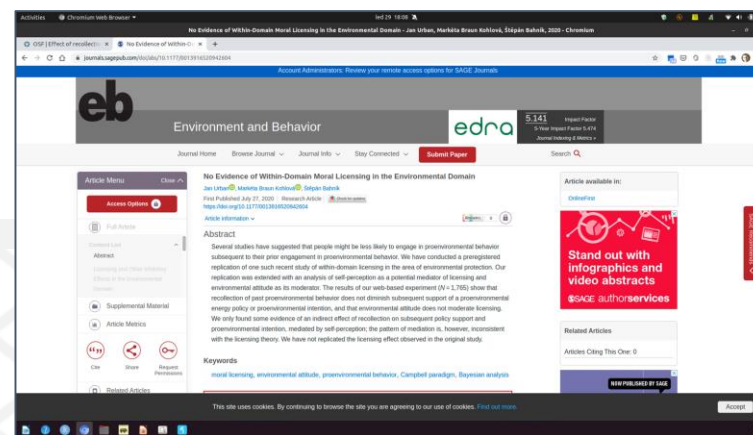 Activities
Chromium Web Browser
led 29 18:06
No Evidence of Within-Domain Moral Licensing in the Environmental Domain - Jan Urban, Markéta Braun Kohlová, Štěpán Bahník, 2020 - Chromium
OSF | Effect of recollecti
No Evidence of Within-D
journals.sagepub.com/doi/abs/10.1177/0013916520942604
Account Administrators: Review your remote access options for SAGE Journals
eb
Environment and Behavior
edra
5.141 Impact Factor
5-Year Impact Factor 5.474
Journal Indexing & Metrics »
Journal Home Browse Journal Journal Info Stay Connected Submit Paper Search
Article Menu Close
Access Options
Full Article
Content List
Abstract
Supplemental Material
Article Metrics
Cite Share Request Permissions
Related Articles
No Evidence of Within-Domain Moral Licensing in the Environmental Domain
Jan Urban, Markéta Braun Kohlová, Štěpán Bahník
First Published July 27, 2020 Research Article
https://doi.org/10.1177/0013916520942604
Article information
Abstract
Several studies have suggested that people might be less likely to engage in proenvironmental behavior
subsequent to their prior engagement in proenvironmental behavior. We have conducted a preregistered
replication of one such recent study of within-domain licensing in the area of environmental protection. Our
replication was extended with an analysis of self-perception as a potential mediator of licensing and
environmental attitude as its moderator. The results of our web-based experiment (N = 1,765) show that
recollection of past proenvironmental behavior does not diminish subsequent support of a proenvironmental
energy policy or proenvironmental intention, and that environmental attitude does not moderate licensing.
We only found some evidence of an indirect effect of recollection on subsequent policy support and
proenvironmental intention, mediated by self-perception; the pattern of mediation is, however, inconsistent
with the licensing theory. We have not replicated the licensing effect observed in the original study.
Keywords
moral licensing, environmental attitude, proenvironmental behavior, Campbell paradigm, Bayesian analysis
Article available in:
OnlineFirst
Stand out with
infographics and
video abstracts
SAGE authorservices
Related Articles
Articles Citing This One: 0
NOW PUBLISHED BY SAGE
This site uses cookies. By continuing to browse the site you are agreeing to our use of cookies. Find out more.
Accept